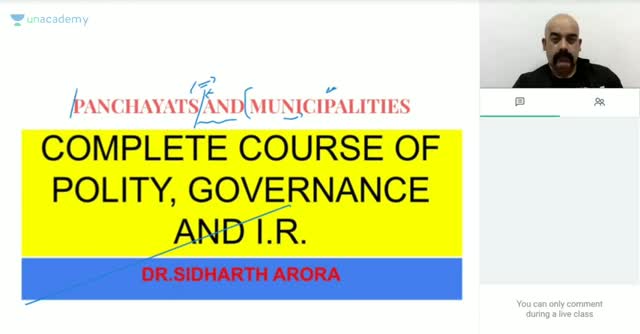 unacademy
PANCHAYATS AND MUNICIPALITIES
COMPLETE COURSE OF
POLITY, GOVERNANCE
AND I.R.
DR.SIDHARTH ARORA
You can only comment
during a live class